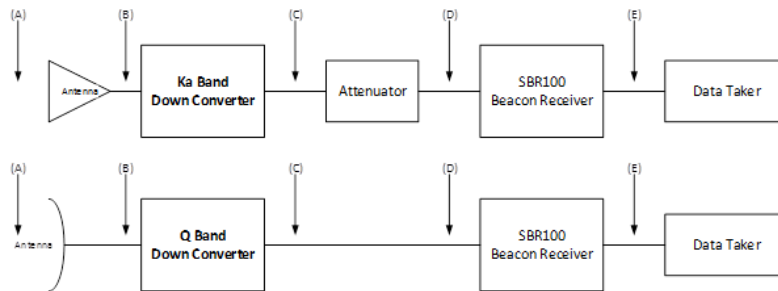 (A) (B) (C) (D) (E)
Antenna
Ka Band
Down Converter
Attenuator
SBR100
Beacon Receiver
Data Taker
(A) (B) (C) (D) (E)
Antenna
Q Band
Down Converter
SBR100
Beacon Receiver
Data Taker